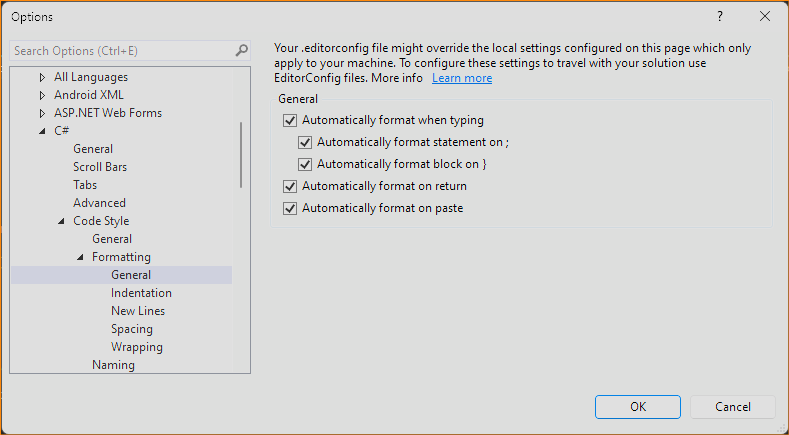 Options
?
Search Options (Ctrl+E)
All Languages
Android XML
ASP.NET Web Forms
C#
General
Scroll Bars
Tabs
Advanced
Code Style
General
Formatting
General
Indentation
New Lines
Spacing
Wrapping
Naming
Your .editorconfig file might override the local settings configured on this page which only
apply to your machine. To configure these settings to travel with your solution use
EditorConfig files. More info Learn more
General
Automatically format when typing
Automatically format statement on ;
Automatically format block on }
Automatically format on return
Automatically format on paste
OK
Cancel